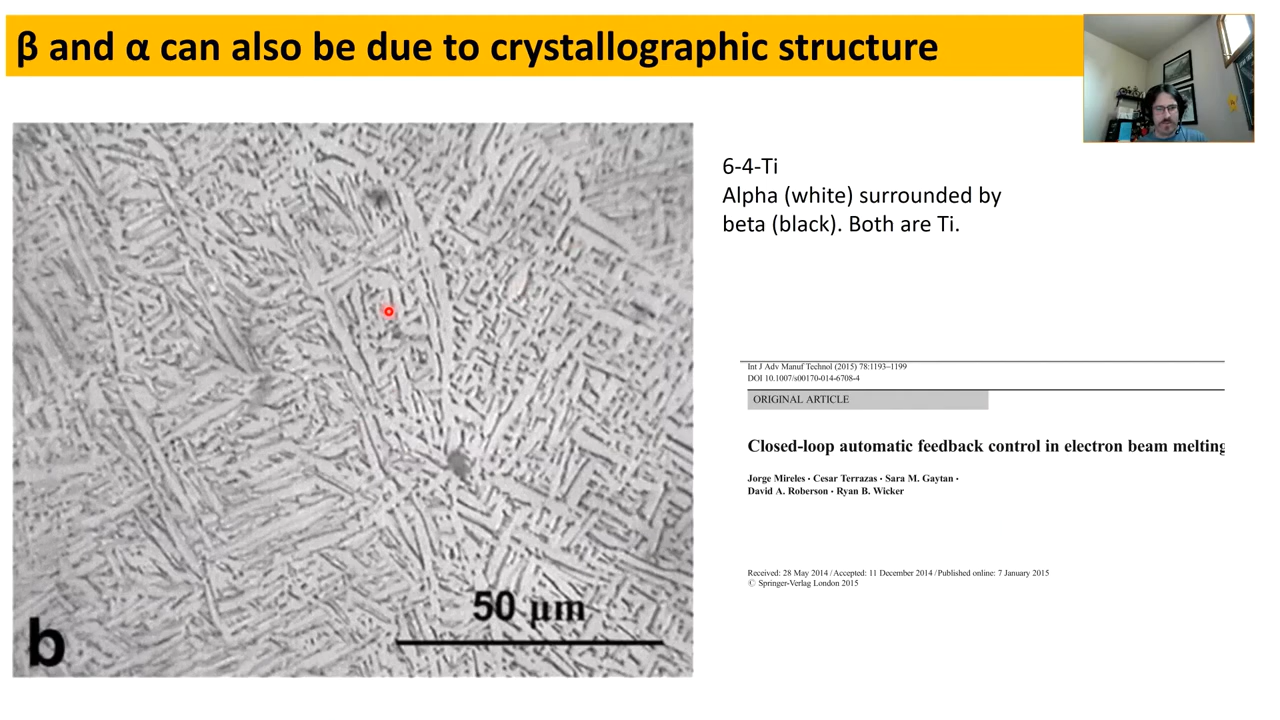 β and α can also be due to crystallographic structure
6-4-Ti
Alpha (white) surrounded by
beta (black). Both are Ti.
50 µm
b
Int J Adv Manuf Technol (2015) 78:1193–1199
DOI 10.1007/s00170-014-6708-4
ORIGINAL ARTICLE
Closed-loop automatic feedback control in electron beam melting
Jorge Mireles · Cesar Terrazas · Sara M. Gaytan ·
David A. Roberson · Ryan B. Wicker
Received: 28 May 2014 / Accepted: 11 December 2014 / Published online: 7 January 2015
© Springer-Verlag London 2015